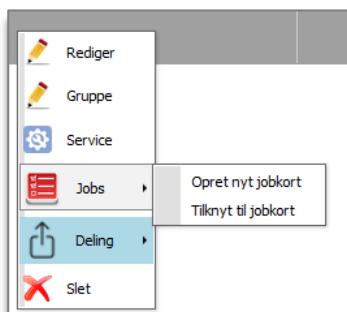 Rediger
Gruppe
Service
Jobs
Opret nyt jobkort
Tilknyt til jobkort
Deling
Slet